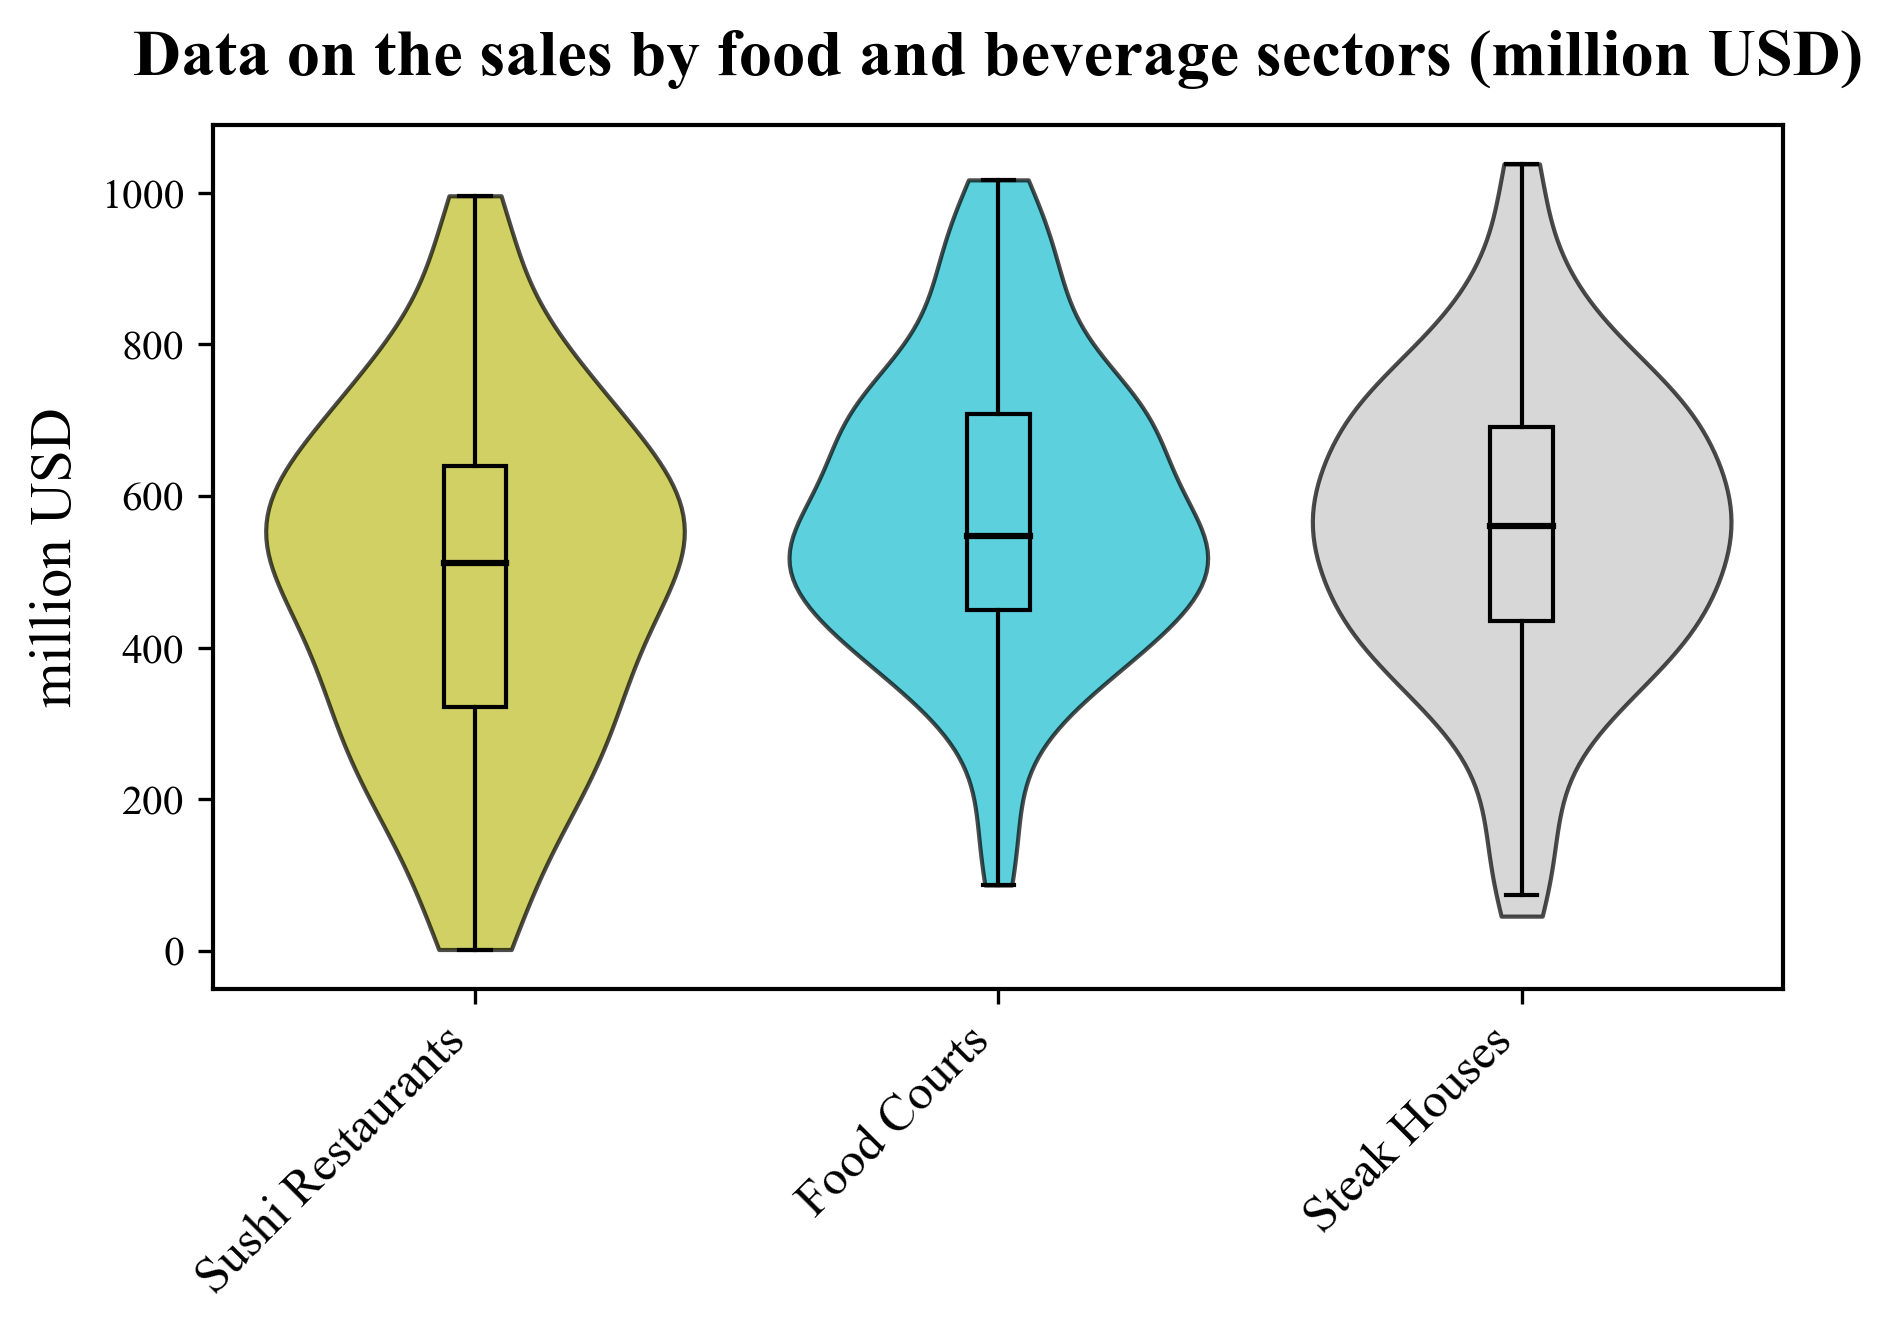 Data on the sales by food and beverage sectors (million USD)
million USD
1000
800
600
400
200
0
Sushi Restaurants
Food Courts
Steak Houses